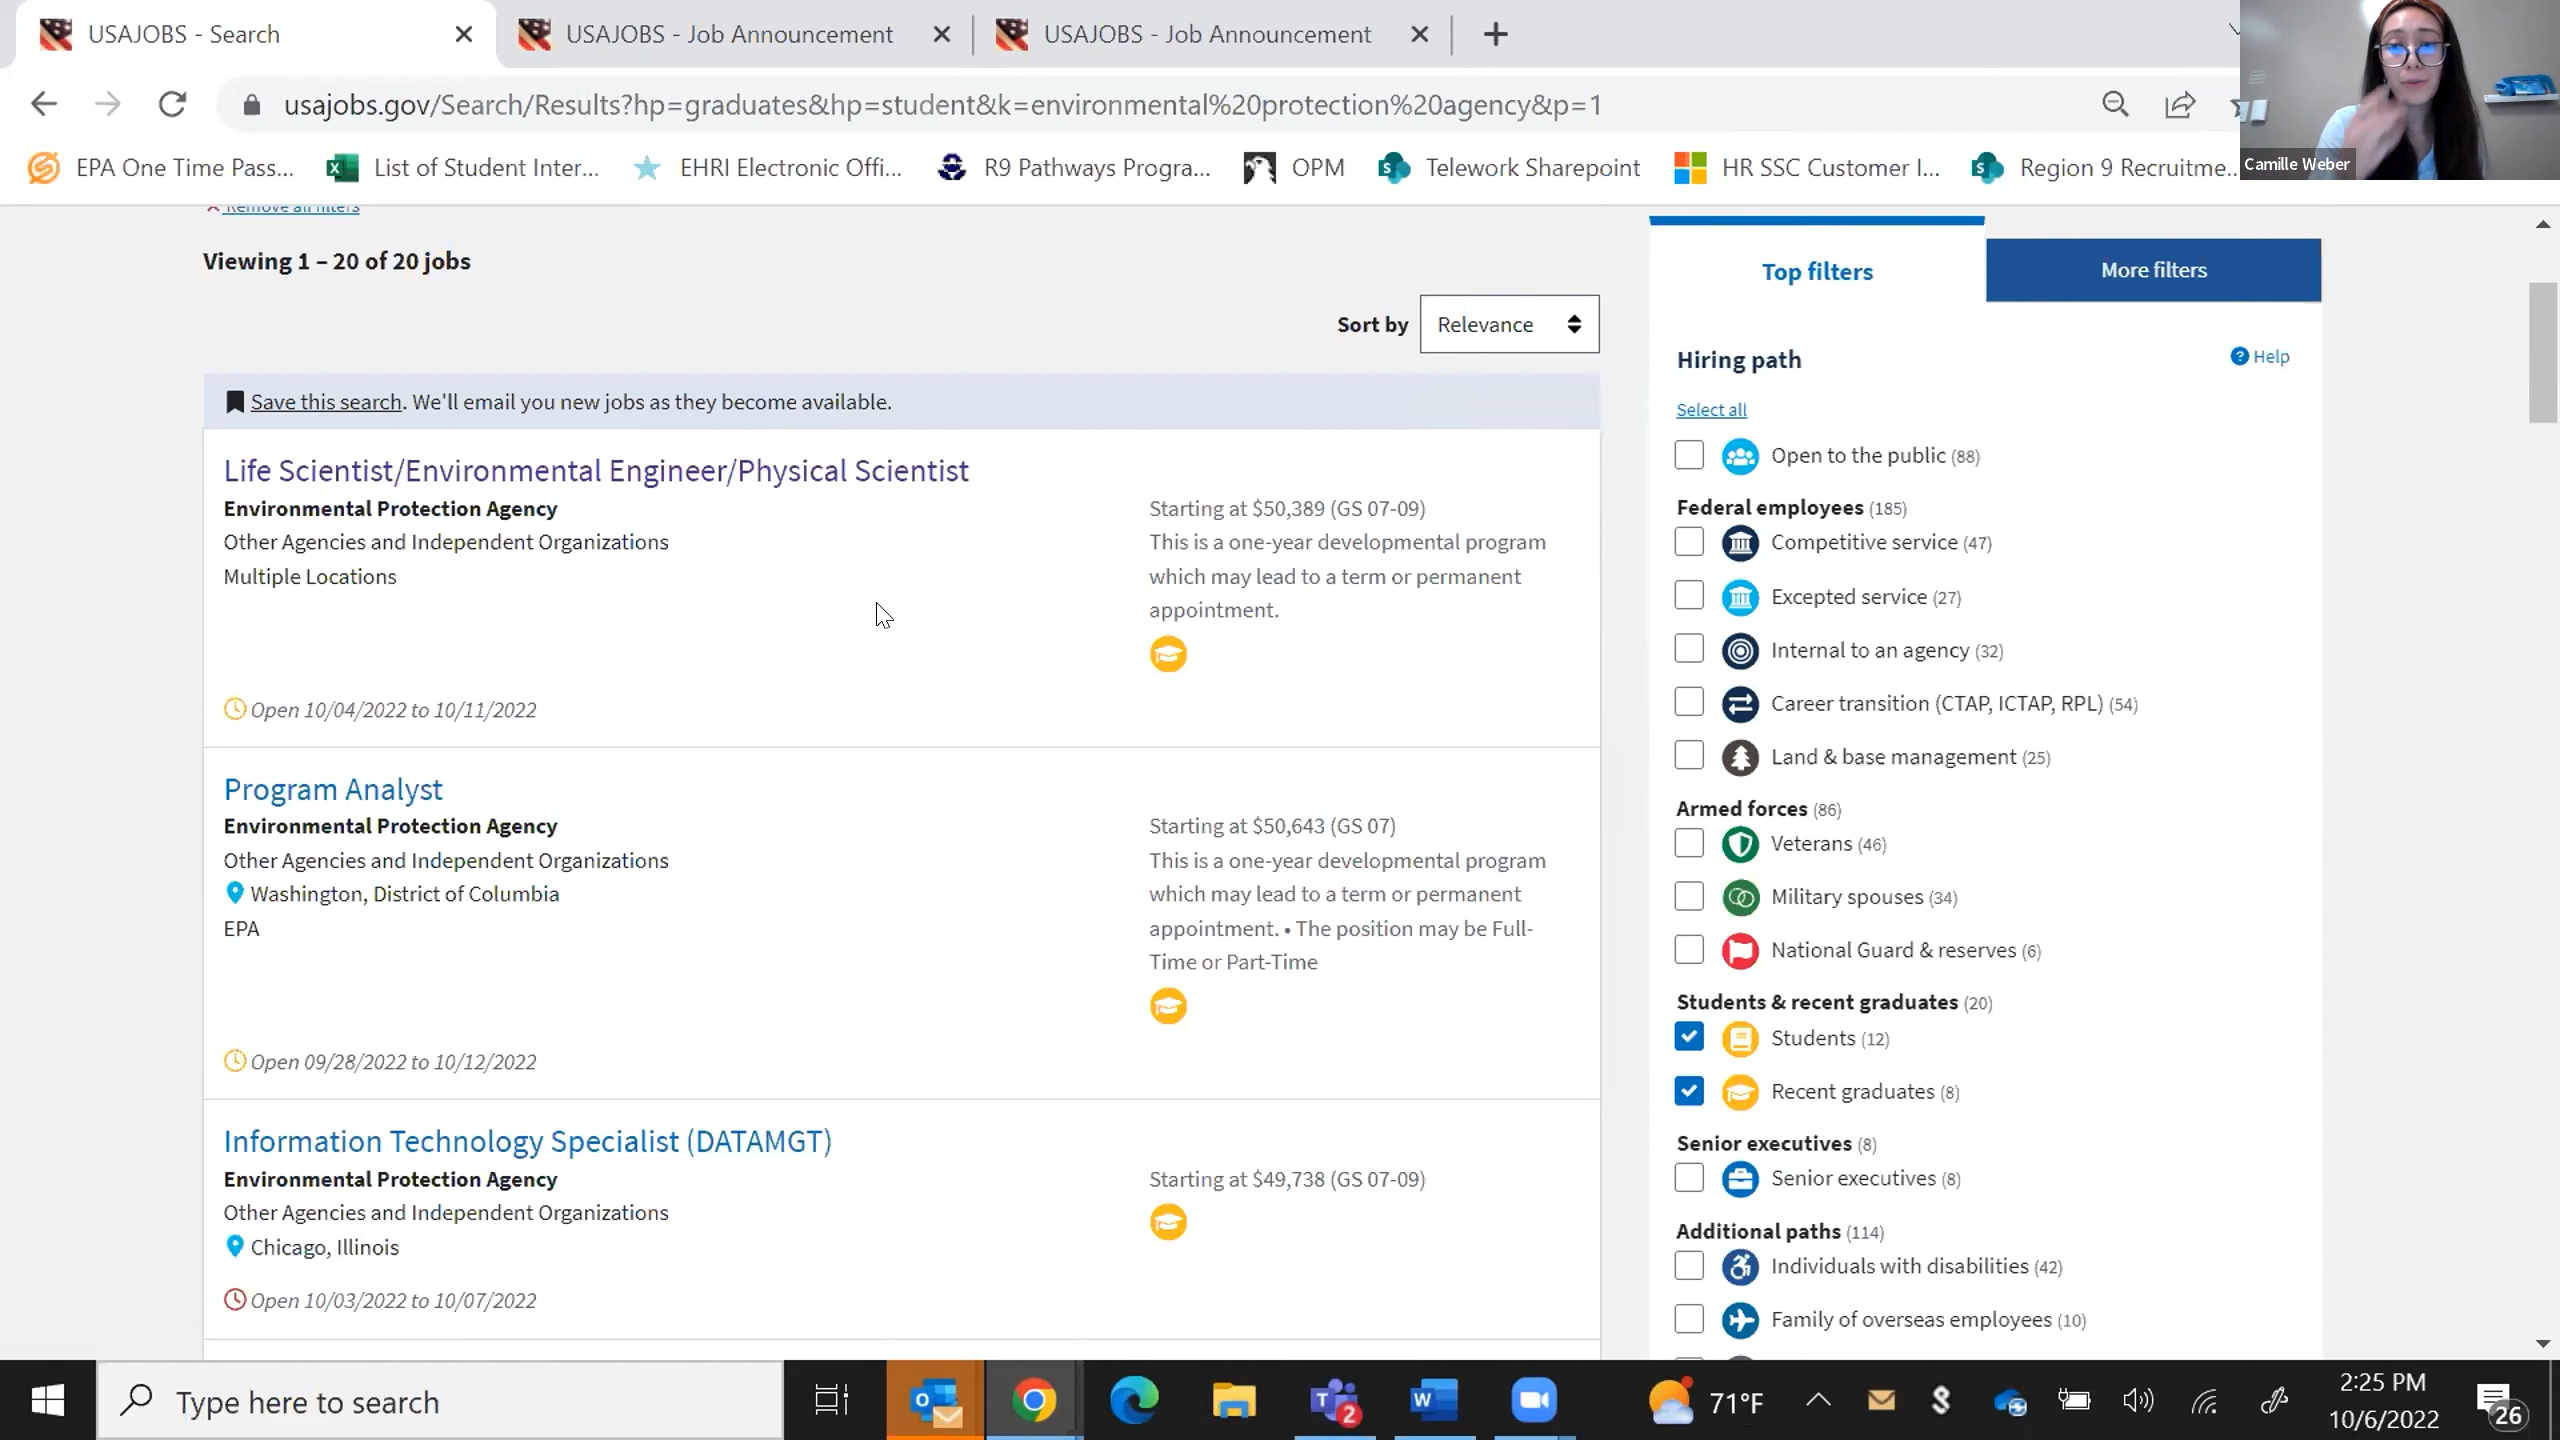 USAJOBS - Search
USAJOBS - Job Announcement
USAJOBS - Job Announcement
usajobs.gov/Search/Results?hp=graduates&hp=student&k=environmental%20protection%20agency&p=1
EPA One Time Pass...
List of Student Inter...
EHRI Electronic Offi...
R9 Pathways Progra...
OPM
Telework Sharepoint
HR SSC Customer I...
Region 9 Recruitme...
Camille Weber
Remove all filters
Viewing 1 – 20 of 20 jobs
Sort by Relevance
Save this search. We'll email you new jobs as they become available.
Life Scientist/Environmental Engineer/Physical Scientist
Environmental Protection Agency
Other Agencies and Independent Organizations
Multiple Locations
Starting at $50,389 (GS 07-09)
This is a one-year developmental program
which may lead to a term or permanent
appointment.
Open 10/04/2022 to 10/11/2022
Program Analyst
Environmental Protection Agency
Other Agencies and Independent Organizations
Washington, District of Columbia
EPA
Starting at $50,643 (GS 07)
This is a one-year developmental program
which may lead to a term or permanent
appointment. • The position may be Full-
Time or Part-Time
Open 09/28/2022 to 10/12/2022
Information Technology Specialist (DATAMGT)
Environmental Protection Agency
Other Agencies and Independent Organizations
Chicago, Illinois
Starting at $49,738 (GS 07-09)
Open 10/03/2022 to 10/07/2022
Top filters
More filters
Hiring path
Help
Select all
Open to the public (88)
Federal employees (185)
Competitive service (47)
Excepted service (27)
Internal to an agency (32)
Career transition (CTAP, ICTAP, RPL) (54)
Land & base management (25)
Armed forces (86)
Veterans (46)
Military spouses (34)
National Guard & reserves (6)
Students & recent graduates (20)
Students (12)
Recent graduates (8)
Senior executives (8)
Senior executives (8)
Additional paths (114)
Individuals with disabilities (42)
Family of overseas employees (10)
Type here to search
2
71°F
2:25 PM
10/6/2022
26